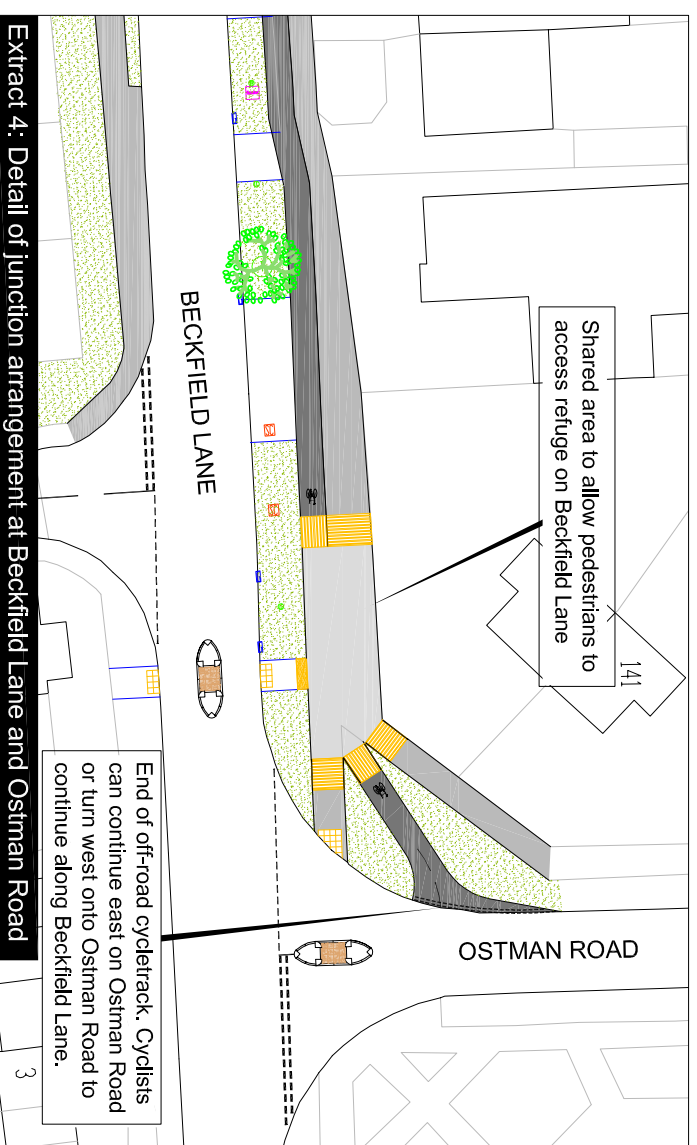 Shared area to allow pedestrians to
access refuge on Beckfield Lane
141
BECKFIELD LANE
OSTMAN ROAD
End of off-road cycletrack. Cyclists
can continue east on Ostman Road
or turn west onto Ostman Road to
continue along Beckfield Lane.
3
Extract 4: Detail of junction arrangement at Beckfield Lane and Ostman Road